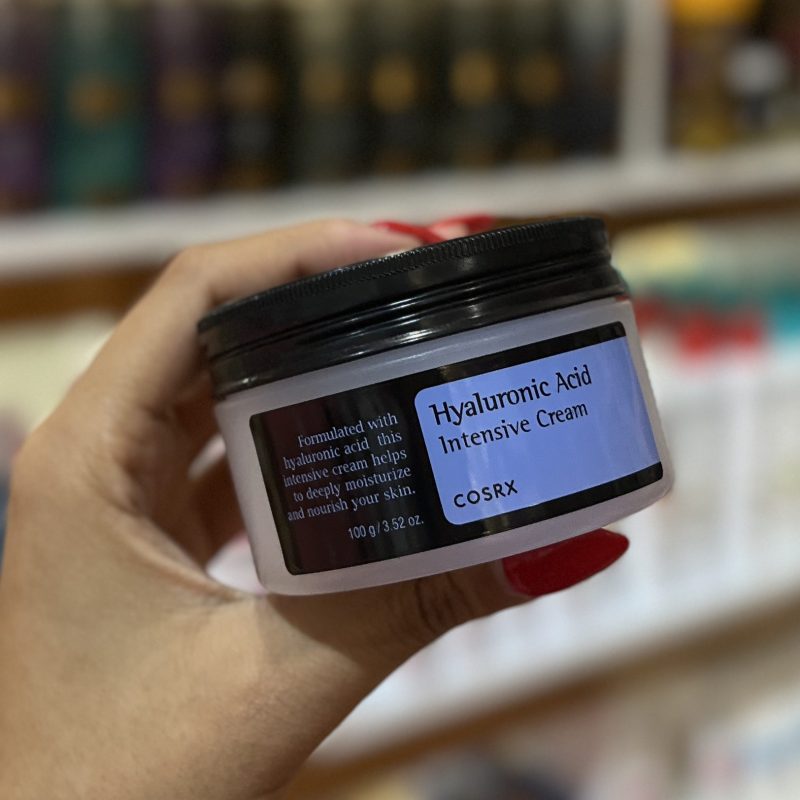 Formulated with
hyaluronic acid this
intensive cream helps
to deeply moisturize
and nourish your skin.
100 g / 3.52 oz.
Hyaluronic Acid
Intensive Cream
COSRX